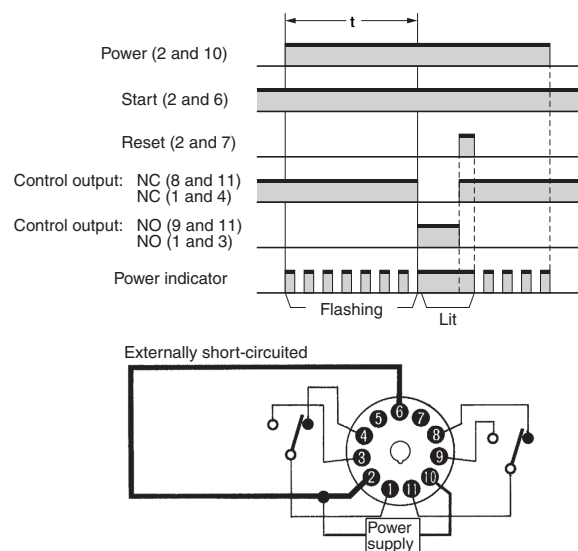 t
Power (2 and 10)
Start (2 and 6)
Reset (2 and 7)
Control output: NC (8 and 11)
NC (1 and 4)
Control output: NO (9 and 11)
NO (1 and 3)
Power indicator
Flashing
Lit
Externally short-circuited
6
5
7
4
8
3
9
2
10
1
11
Power
supply